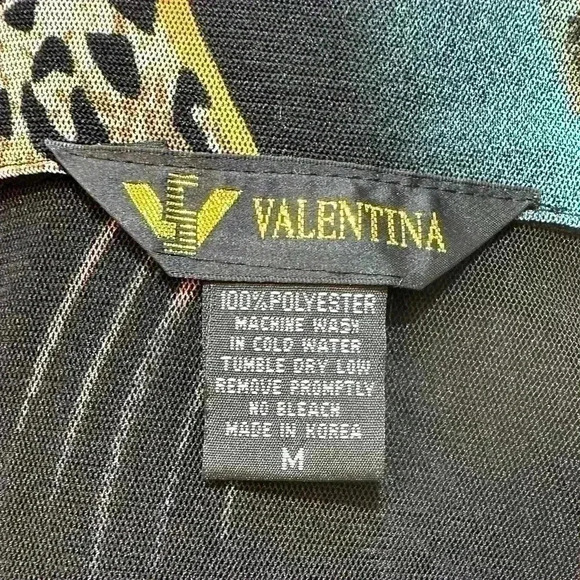 VALENTINA
100% POLYESTER
MACHINE WASH
IN COLD WATER
TUMBLE DRY LOW
REMOVE PROMPTLY
NO BLEACH
MADE IN KOREA
M